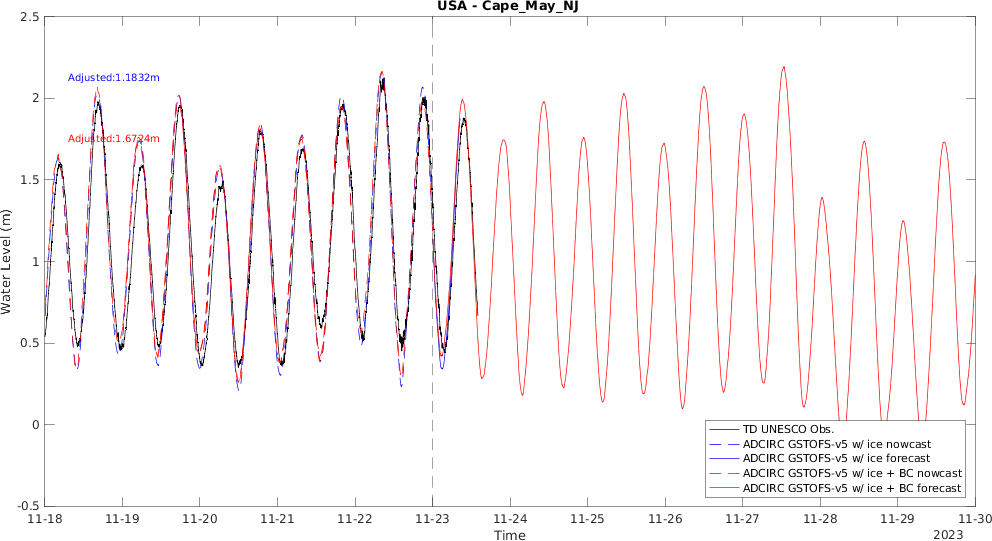 USA - Cape_May_NJ
2.5
2
1.5
1
0.5
0
-0.5
Water Level (m)
Adjusted:1.1832m
Adjusted:1.6724m
TD UNESCO Obs.
ADCIRC GSTOFS-v5 w/ ice nowcast
ADCIRC GSTOFS-v5 w/ ice forecast
ADCIRC GSTOFS-v5 w/ ice + BC nowcast
ADCIRC GSTOFS-v5 w/ ice + BC forecast
11-18 11-19 11-20 11-21 11-22 11-23 11-24 11-25 11-26 11-27 11-28 11-29 11-30
Time
2023